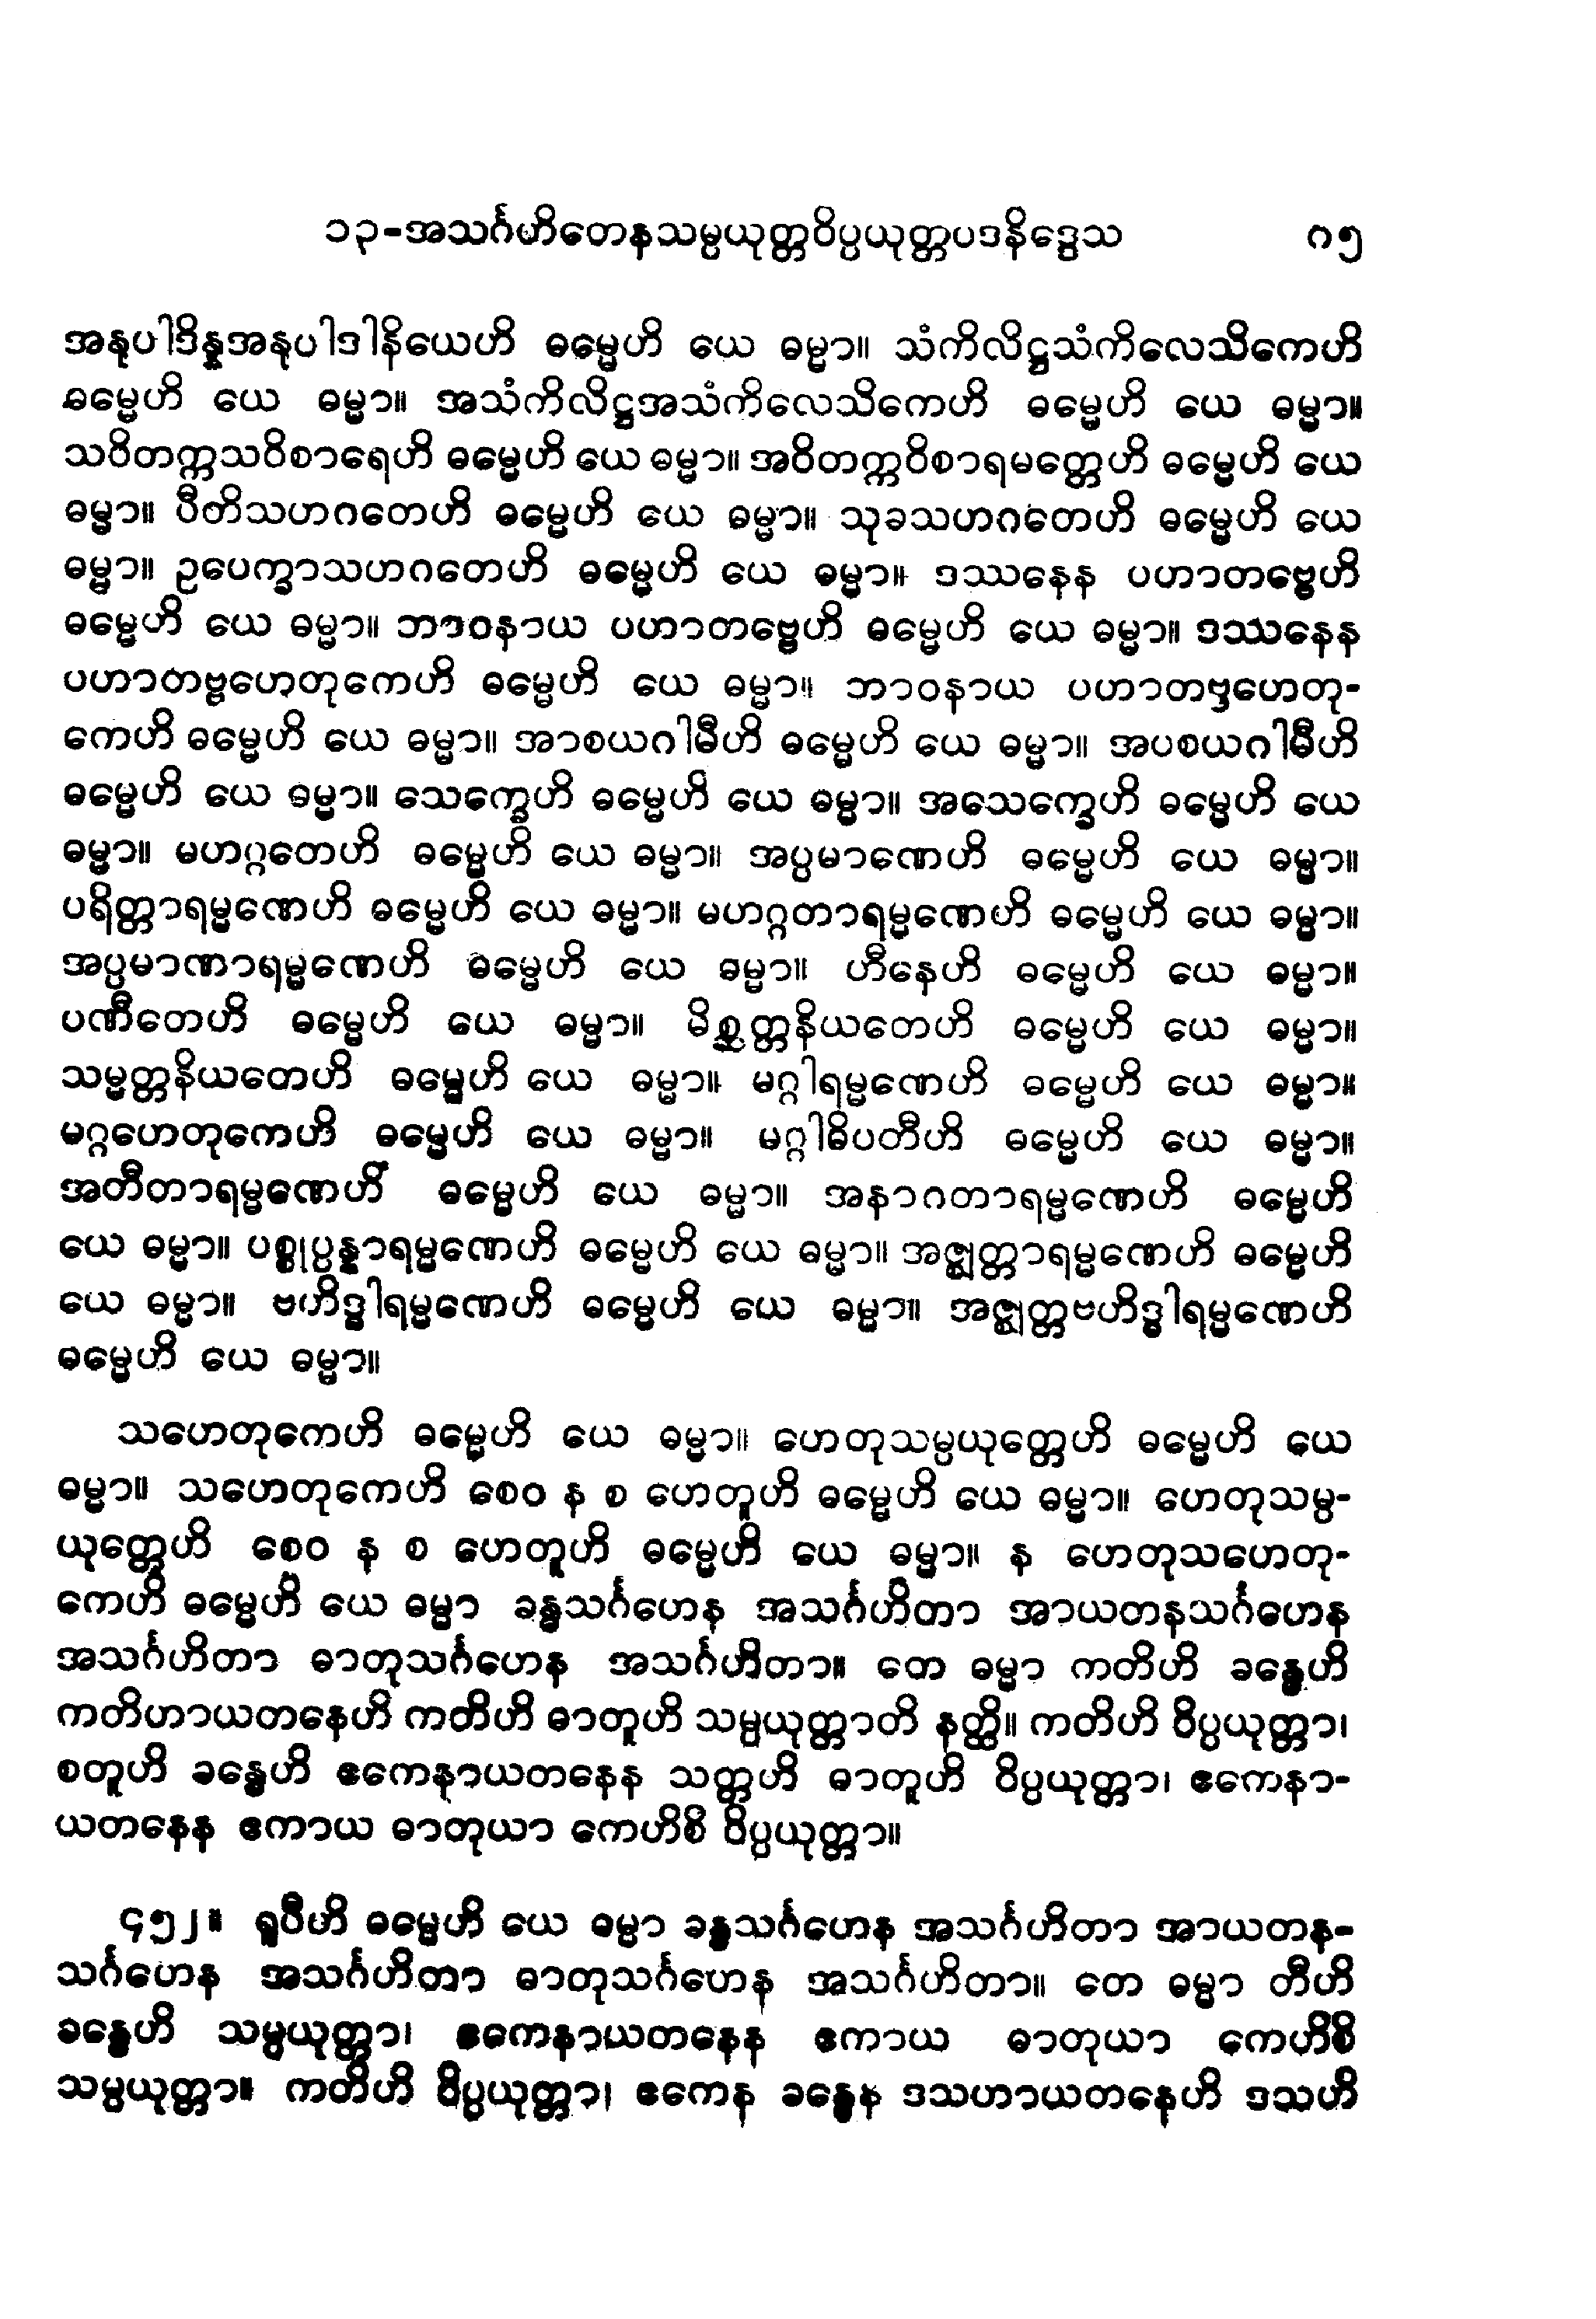 ၁၃-အသင်္ဂဟိတေနသမ္ပယုတ္တဝိပ္ပယုတ္တပဒနိဒ္ဒေသ ၈၅
အနုပါဒိန္နအနုပါဒါနိယေဟိ ဓမ္မေဟိ ယေ ဓမ္မာ။ သံကိလိဋ္ဌသံကိလေသိကေဟိ
ဓမ္မေဟိ ယေ ဓမ္မာ။ အသံကိလိဋ္ဌအသံကိလေသိကေဟိ ဓမ္မေဟိ ယေ ဓမ္မာ။
သဝိတက္ကသဝိစာရေဟိ ဓမ္မေဟိ ယေ ဓမ္မာ။ အဝိတက္ကဝိစာရမတ္တေဟိ ဓမ္မေဟိ ယေ
ဓမ္မာ။ ပီတိသဟဂတေဟိ ဓမ္မေဟိ ယေ ဓမ္မာ။ သုခသဟဂတေဟိ ဓမ္မေဟိ ယေ
ဓမ္မာ။ ဥပေက္ခာသဟဂတေဟိ ဓမ္မေဟိ ယေ ဓမ္မာ။ ဒဿနေန ပဟာတဗ္ဗေဟိ
ဓမ္မေဟိ ယေ ဓမ္မာ။ ဘာဝနာယ ပဟာတဗ္ဗေဟိ ဓမ္မေဟိ ယေ ဓမ္မာ။ ဒဿနေန
ပဟာတဗ္ဗဟေတုကေဟိ ဓမ္မေဟိ ယေ ဓမ္မာ။ ဘာဝနာယ ပဟာတဗ္ဗဟေတု-
ကေဟိ ဓမ္မေဟိ ယေ ဓမ္မာ။ အာစယဂါမီဟိ ဓမ္မေဟိ ယေ ဓမ္မာ။ အပစယဂါမီဟိ
ဓမ္မေဟိ ယေ ဓမ္မာ။ သေက္ခေဟိ ဓမ္မေဟိ ယေ ဓမ္မာ။ အသေက္ခေဟိ ဓမ္မေဟိ ယေ
ဓမ္မာ။ မဟဂ္ဂတေဟိ ဓမ္မေဟိ ယေ ဓမ္မာ။ အပ္ပမာဏေဟိ ဓမ္မေဟိ ယေ ဓမ္မာ။
ပရိတ္တာရမ္မဏေဟိ ဓမ္မေဟိ ယေ ဓမ္မာ။ မဟဂ္ဂတာရမ္မဏေဟိ ဓမ္မေဟိ ယေ ဓမ္မာ။
အပ္ပမာဏာရမ္မဏေဟိ ဓမ္မေဟိ ယေ ဓမ္မာ။ ဟီနေဟိ ဓမ္မေဟိ ယေ ဓမ္မာ။
ပဏီတေဟိ ဓမ္မေဟိ ယေ ဓမ္မာ။ မိစ္ဆတ္တနိယတေဟိ ဓမ္မေဟိ ယေ ဓမ္မာ။
သမ္မတ္တနိယတေဟိ ဓမ္မေဟိ ယေ ဓမ္မာ။ မဂ္ဂါရမ္မဏေဟိ ဓမ္မေဟိ ယေ ဓမ္မာ။
မဂ္ဂဟေတုကေဟိ ဓမ္မေဟိ ယေ ဓမ္မာ။ မဂ္ဂါဓိပတီဟိ ဓမ္မေဟိ ယေ ဓမ္မာ။
အတီတာရမ္မဏေဟိ ဓမ္မေဟိ ယေ ဓမ္မာ။ အနာဂတာရမ္မဏေဟိ ဓမ္မေဟိ
ယေ ဓမ္မာ။ ပစ္စုပ္ပန္နာရမ္မဏေဟိ ဓမ္မေဟိ ယေ ဓမ္မာ။ အဇ္ဈတ္တာရမ္မဏေဟိ ဓမ္မေဟိ
ယေ ဓမ္မာ။ ဗဟိဒ္ဓါရမ္မဏေဟိ ဓမ္မေဟိ ယေ ဓမ္မာ။ အဇ္ဈတ္တဗဟိဒ္ဓါရမ္မဏေဟိ
ဓမ္မေဟိ ယေ ဓမ္မာ။
သဟေတုကေဟိ ဓမ္မေဟိ ယေ ဓမ္မာ။ ဟေတုသမ္ပယုတ္တေဟိ ဓမ္မေဟိ ယေ
ဓမ္မာ။ သဟေတုကေဟိ စေဝ န စ ဟေတူဟိ ဓမ္မေဟိ ယေ ဓမ္မာ။ ဟေတုသမ္ပ-
ယုတ္တေဟိ စေဝ န စ ဟေတူဟိ ဓမ္မေဟိ ယေ ဓမ္မာ။ န ဟေတုသဟေတု-
ကေဟိ ဓမ္မေဟိ ယေ ဓမ္မာ ခန္ဓသင်္ဂဟေန အသင်္ဂဟိတာ အာယတနသင်္ဂဟေန
အသင်္ဂဟိတာ ဓာတုသင်္ဂဟေန အသင်္ဂဟိတာ။ တေ ဓမ္မာ ကတိဟိ ခန္ဓေဟိ
ကတိဟာယတနေဟိ ကတိဟိ ဓာတူဟိ သမ္ပယုတ္တာတိ နတ္ထိ။ ကတိဟိ ဝိပ္ပယုတ္တာ၊
စတူဟိ ခန္ဓေဟိ ဧကေနာယတနေန သတ္တဟိ ဓာတူဟိ ဝိပ္ပယုတ္တာ၊ ဧကေနာ-
ယတနေန ဧကာယ ဓာတုယာ ကေဟိစိ ဝိပ္ပယုတ္တာ။
၄၅၂။ ရူပီဟိ ဓမ္မေဟိ ယေ ဓမ္မာ ခန္ဓသင်္ဂဟေန အသင်္ဂဟိတာ အာယတန-
သင်္ဂဟေန အသင်္ဂဟိတာ ဓာတုသင်္ဂဟေန အသင်္ဂဟိတာ။ တေ ဓမ္မာ တီဟိ
ခန္ဓေဟိ သမ္ပယုတ္တာ၊ ဧကေနာယတနေန ဧကာယ ဓာတုယာ ကေဟိစိ
သမ္ပယုတ္တာ။ ကတိဟိ ဝိပ္ပယုတ္တာ၊ ဧကေန ခန္ဓေန ဒသဟာယတနေဟိ ဒသဟိ